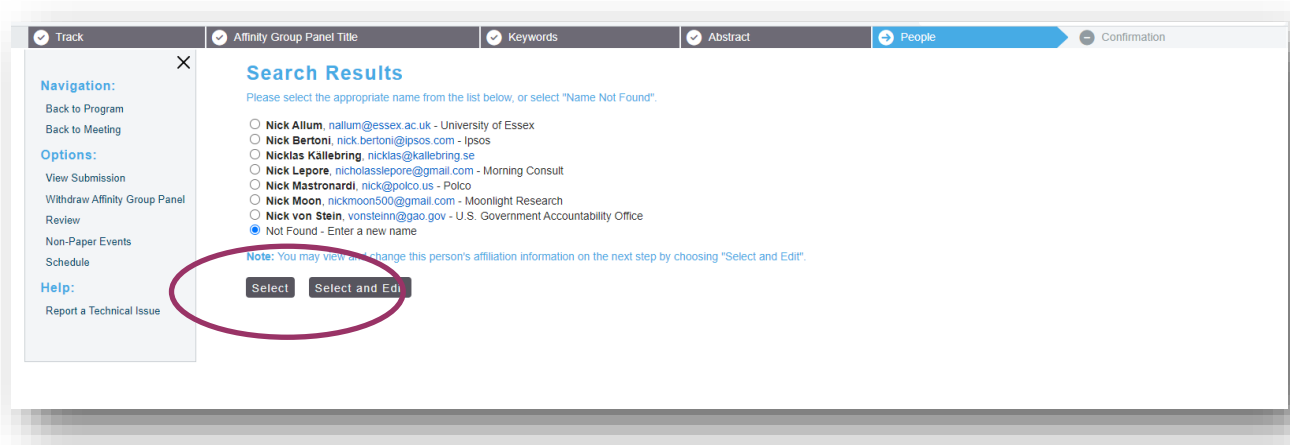 Track
Affinity Group Panel Title
Keywords
Abstract
People
Confirmation
Navigation:
Back to Program
Back to Meeting
Options:
View Submission
Withdraw Affinity Group Panel
Review
Non-Paper Events
Schedule
Help:
Report a Technical Issue
Search Results
Please select the appropriate name from the list below, or select "Name Not Found".
Nick Allum, nallum@essex.ac.uk - University of Essex
Nick Bertoni, nick.bertoni@ipsos.com - Ipsos
Nicklas Källebring, nicklas@kallebring.se
Nick Lepore, nicholasslepore@gmail.com - Morning Consult
Nick Mastronardi, nick@polco.us - Polco
Nick Moon, nickmoon500@gmail.com - Moonlight Research
Nick von Stein, vonsteinn@gao.gov - U.S. Government Accountability Office
Not Found - Enter a new name
Note: You may view and change this person's affiliation information on the next step by choosing "Select and Edit".
Select
Select and Edit